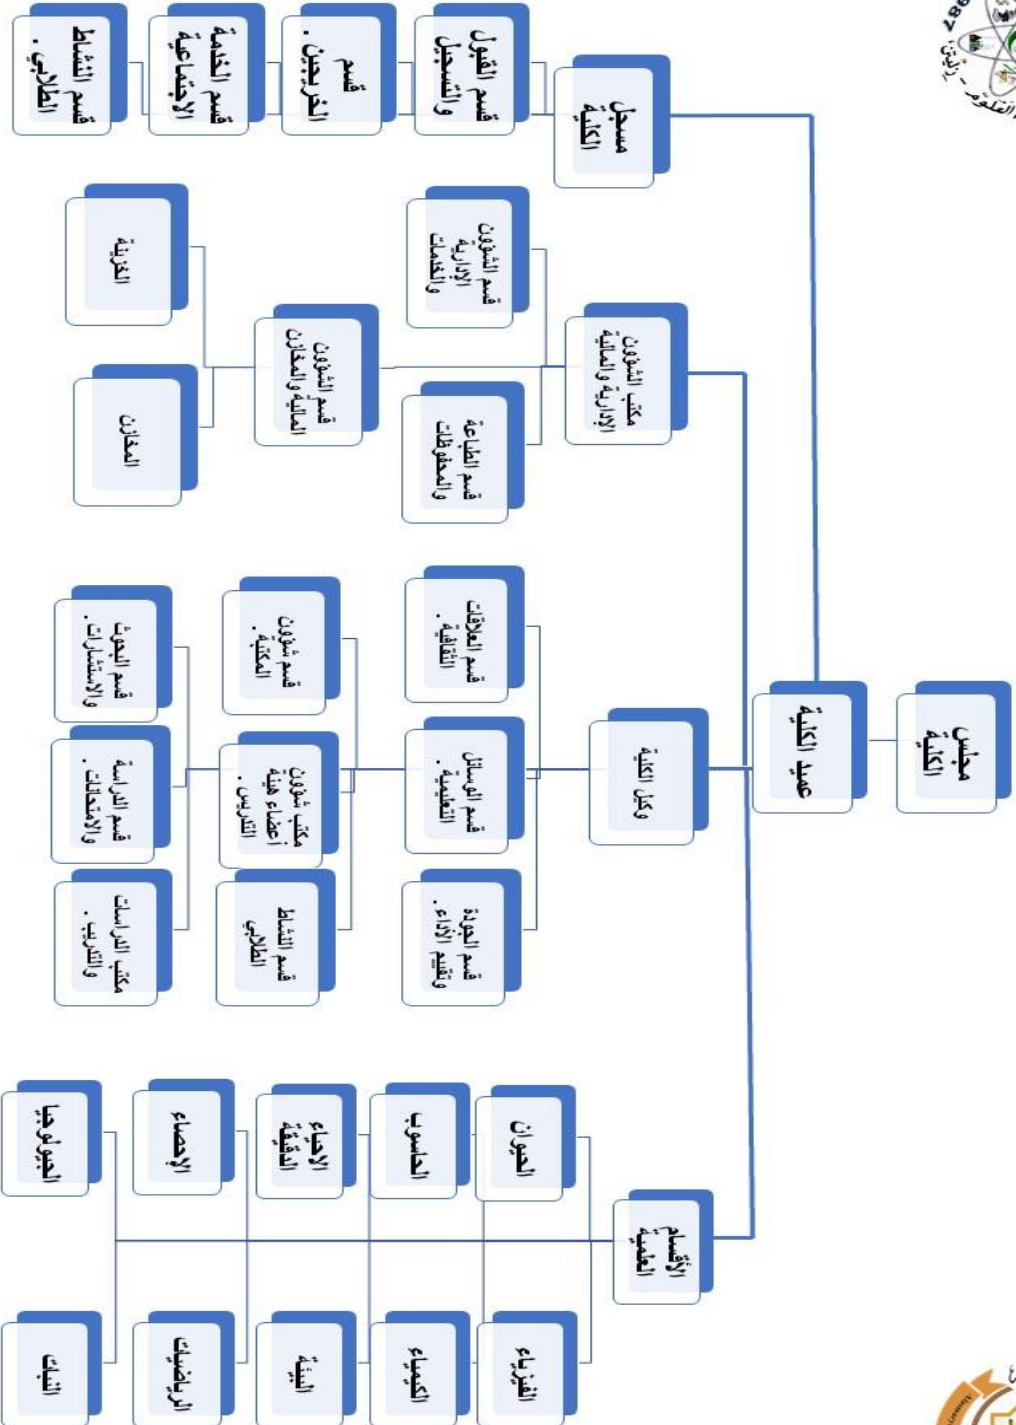 مجلس
الكلية
عميد الكلية
مسجل
الكلية
قسم القبول
والتسجيل
قسم
الخريجين .
قسم الخدمة
الاجتماعية
قسم النشاط
الطلابي .
مكتب الشؤون
الإدارية والمالية
قسم الشؤون
الإدارية
والخدمات
قسم الطباعة
والمحفوظات
قسم الشؤون
المالية والمخازن
الخزينة
المخازن
وكيل الكلية
قسم العلاقات
الثقافية .
قسم الوسائل
التعليمية .
قسم الجودة
وتقييم الأداء .
قسم شؤون
المكتبة .
مكتب شؤون
أعضاء هيئة
التدريس .
قسم النشاط
الطلابي
قسم البحوث
والاستشارات .
قسم الدراسة
والامتحانات .
مكتب الدراسات
والتدريب .
الأقسام
العلمية
الحيوان
الفيزياء
الحاسوب
الكيمياء
الاحياء
الدقيقة
البيئة
الإحصاء
الرياضيات
الجيولوجيا
النبات